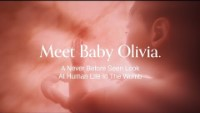 Meet Baby Olivia.
A Never Before Seen Look
At Human Life In The Womb